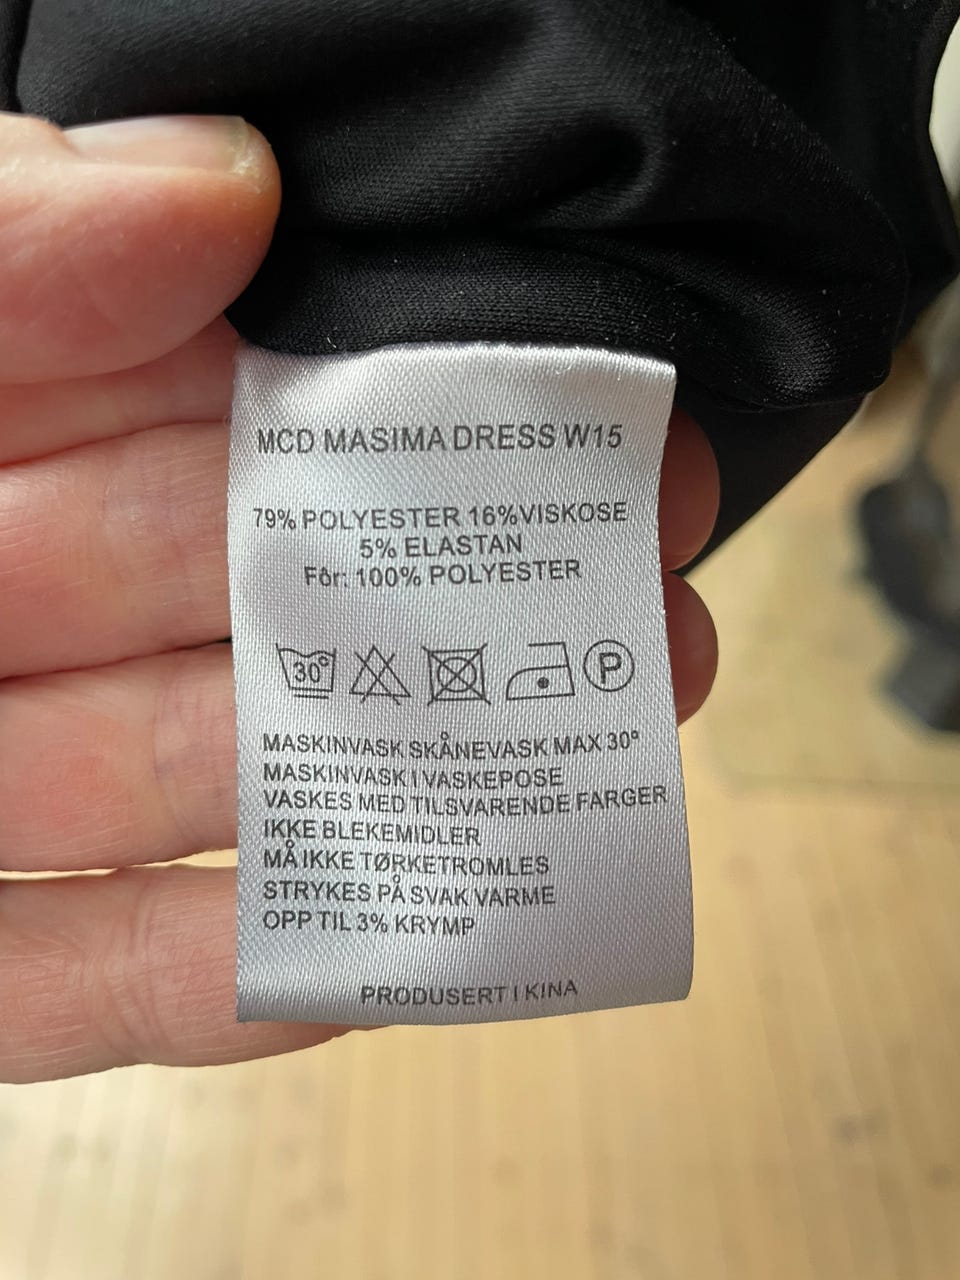 MCD MASIMA DRESS W15
79% POLYESTER 16%VISKOSE
5% ELASTAN
Fôr: 100% POLYESTER
30° P
MASKINVASK SKÅNEVASK MAX 30°
MASKINVASK I VASKEPOSE
VASKES MED TILSVARENDE FARGER
IKKE BLEKEMIDLER
MÅ IKKE TØRKETROMLES
STRYKES PÅ SVAK VARME
OPP TIL 3% KRYMP
PRODUSERT I KINA